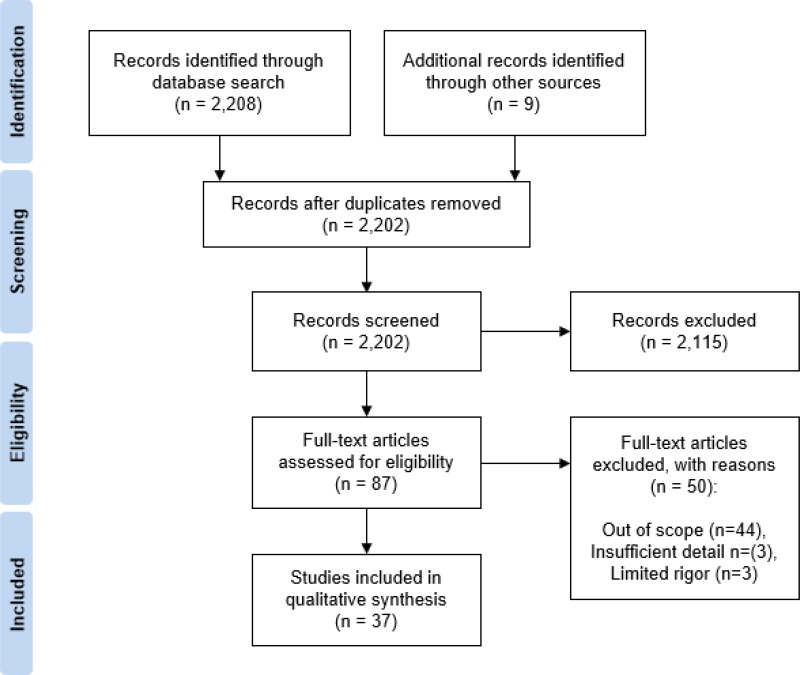 Identification
Records identified through
database search
(n = 2,208)
Additional records identified
through other sources
(n = 9)
Screening
Records after duplicates removed
(n = 2,202)
Records screened
(n = 2,202)
Records excluded
(n = 2,115)
Eligibility
Full-text articles
assessed for eligibility
(n = 87)
Full-text articles
excluded, with reasons
(n = 50):
Out of scope (n=44),
Insufficient detail n=(3),
Limited rigor (n=3)
Included
Studies included in
qualitative synthesis
(n = 37)